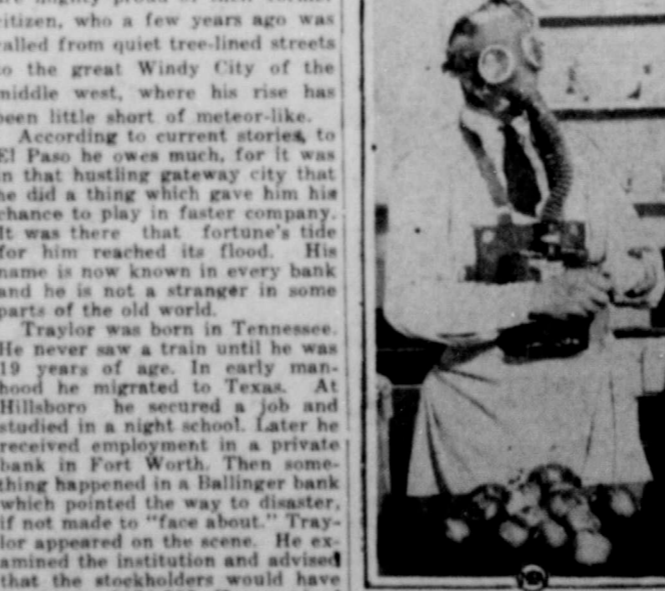 citizen, who a few years ago was
called from quiet tree-lined streets
to the great Windy City of the
middle west, where his rise has
been little short of meteor-like.
According to current stories, to
El Paso he owes much, for it was
in that hustling gateway city that
he did a thing which gave him his
chance to play in faster company.
It was there that fortune's tide
for him reached its flood. His
name is now known in every bank
and he is not a stranger in some
parts of the old world.
Traylor was born in Tennessee.
He never saw a train until he was
19 years of age. In early man-
hood he migrated to Texas. At
Hillsboro he secured a job and
studied in a night school. Later he
received employment in a private
bank in Fort Worth. Then some-
thing happened in a Ballinger bank
which pointed the way to disaster,
if not made to "face about." Tray-
lor appeared on the scene. He ex-
amined the institution and advised
that the stockholders would have